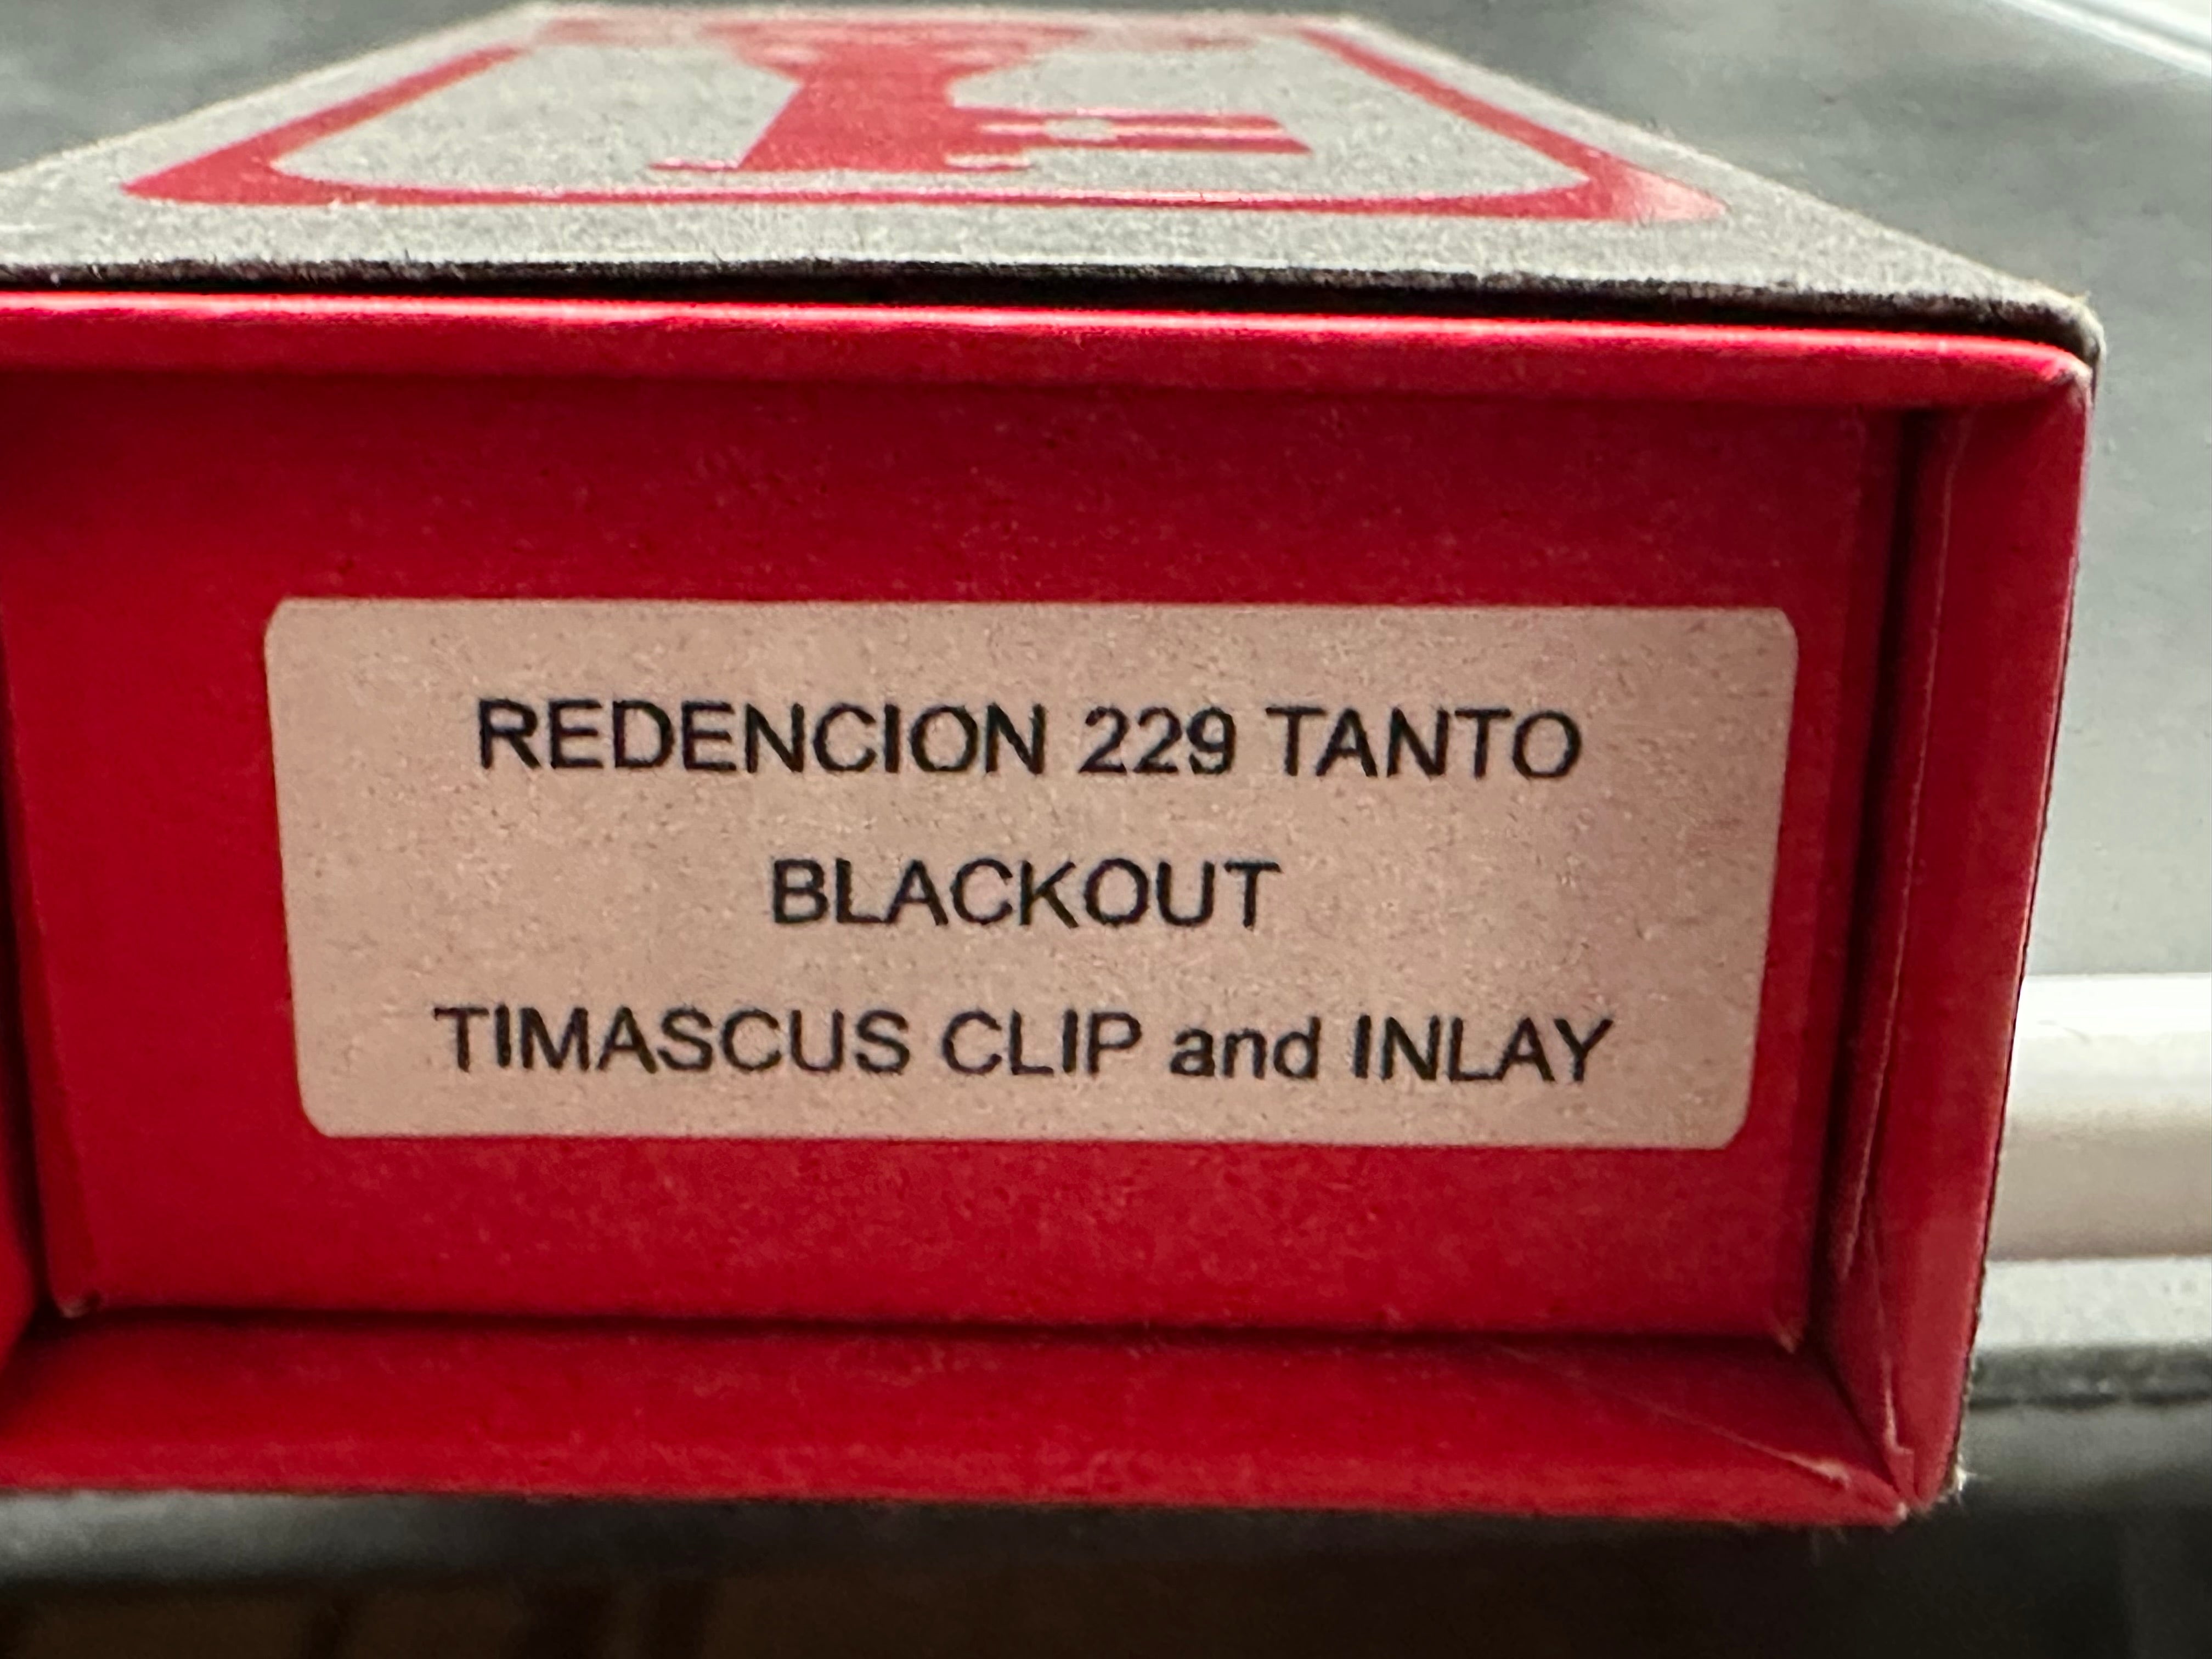 REDENCION 229 TANTO
BLACKOUT
TIMASCUS CLIP and INLAY